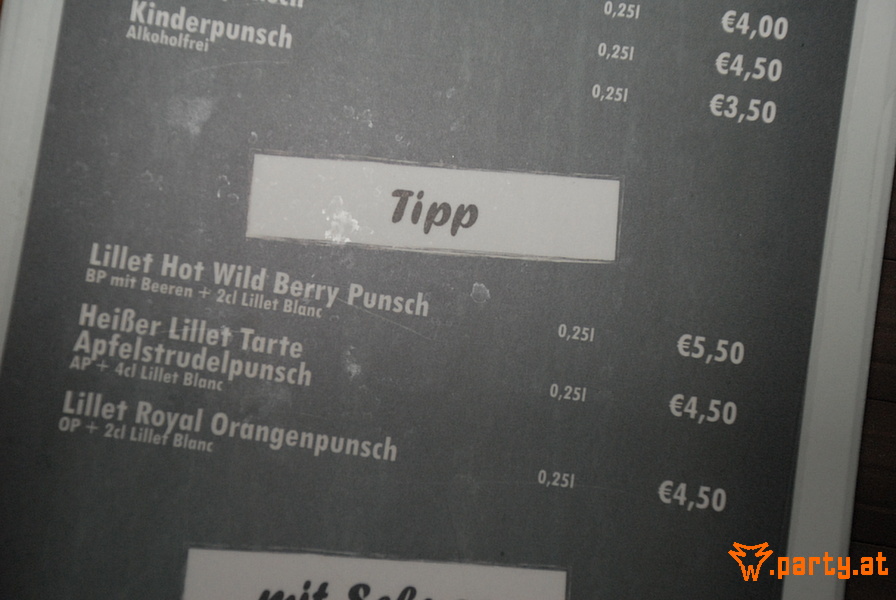 0,25l €4,00
Kinderpunsch 0,25l €4,50
Alkoholfrei
0,25l €3,50
Tipp
Lillet Hot Wild Berry Punsch
BP mit Beeren + 2cl Lillet Blanc
0,25l €5,50
Heißer Lillet Tarte
Apfelstrudelpunsch
AP + 4cl Lillet Blanc
0,25l €4,50
Lillet Royal Orangenpunsch
OP + 2cl Lillet Blanc
0,25l €4,50
mit
.party.at